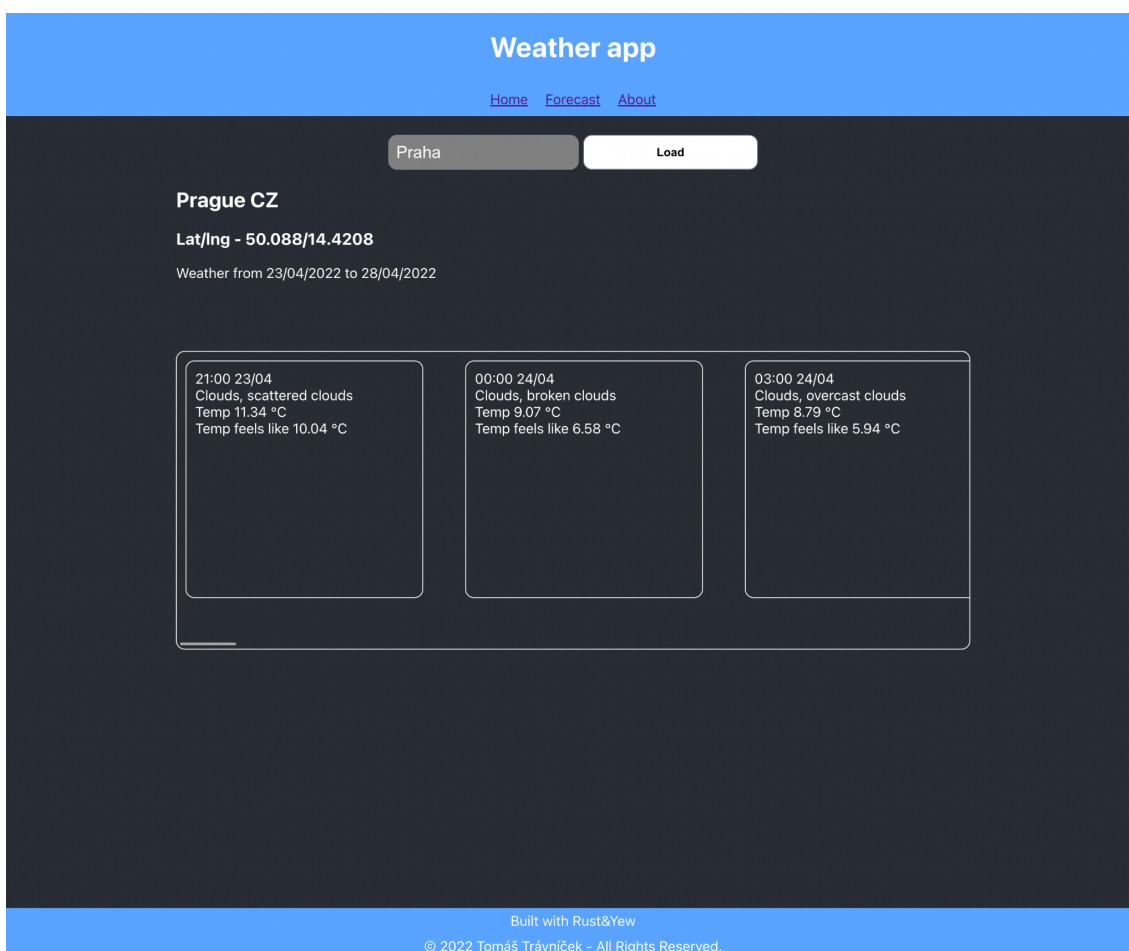 Weather app
Home Forecast About
Praha Load
Prague CZ
Lat/lng - 50.088/14.4208
Weather from 23/04/2022 to 28/04/2022
21:00 23/04
Clouds, scattered clouds
Temp 11.34 °C
Temp feels like 10.04 °C
00:00 24/04
Clouds, broken clouds
Temp 9.07 °C
Temp feels like 6.58 °C
03:00 24/04
Clouds, overcast clouds
Temp 8.79 °C
Temp feels like 5.94 °C
Built with Rust&Yew
© 2022 Tomáš Trávníček - All Rights Reserved.